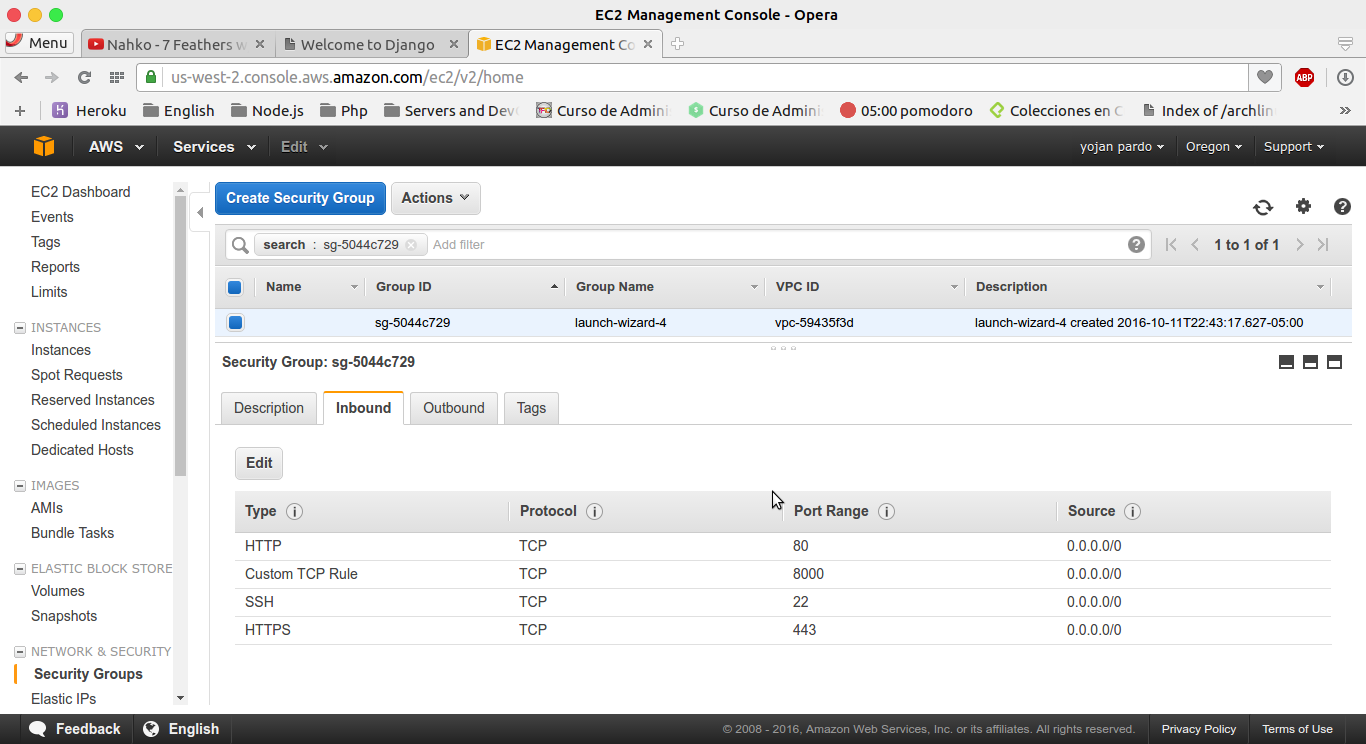 EC2 Management Console - Opera
Menu Nahko - 7 Feathers w Welcome to Django EC2 Management Co
us-west-2.console.aws.amazon.com/ec2/v2/home ABP
Heroku English Node.js Php Servers and Dev Curso de Admini Curso de Admini 05:00 pomodoro Colecciones en C Index of /archlin
AWS Services Edit yojan pardo Oregon Support
EC2 Dashboard
Events
Tags
Reports
Limits
INSTANCES
Instances
Spot Requests
Reserved Instances
Scheduled Instances
Dedicated Hosts
IMAGES
AMIs
Bundle Tasks
ELASTIC BLOCK STORE
Volumes
Snapshots
NETWORK & SECURITY
Security Groups
Elastic IPs
Create Security Group Actions
search : sg-5044c729 Add filter 1 to 1 of 1
Name Group ID Group Name VPC ID Description
sg-5044c729 launch-wizard-4 vpc-59435f3d launch-wizard-4 created 2016-10-11T22:43:17.627-05:00
Security Group: sg-5044c729
Description Inbound Outbound Tags
Edit
Type Protocol Port Range Source
HTTP TCP 80 0.0.0.0/0
Custom TCP Rule TCP 8000 0.0.0.0/0
SSH TCP 22 0.0.0.0/0
HTTPS TCP 443 0.0.0.0/0
Feedback English © 2008 - 2016, Amazon Web Services, Inc. or its affiliates. All rights reserved. Privacy Policy Terms of Use